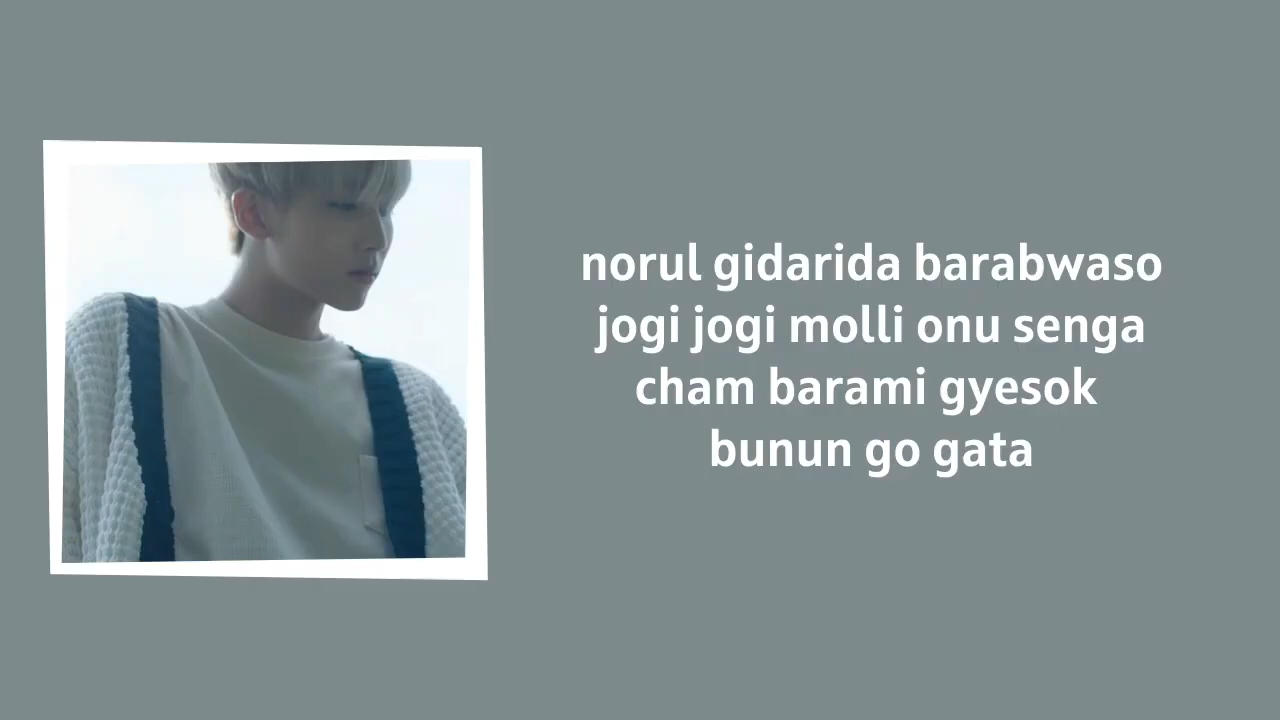 norul gidarida barabwaso
jogi jogi molli onu senga
cham barami gyesok
bunun go gata